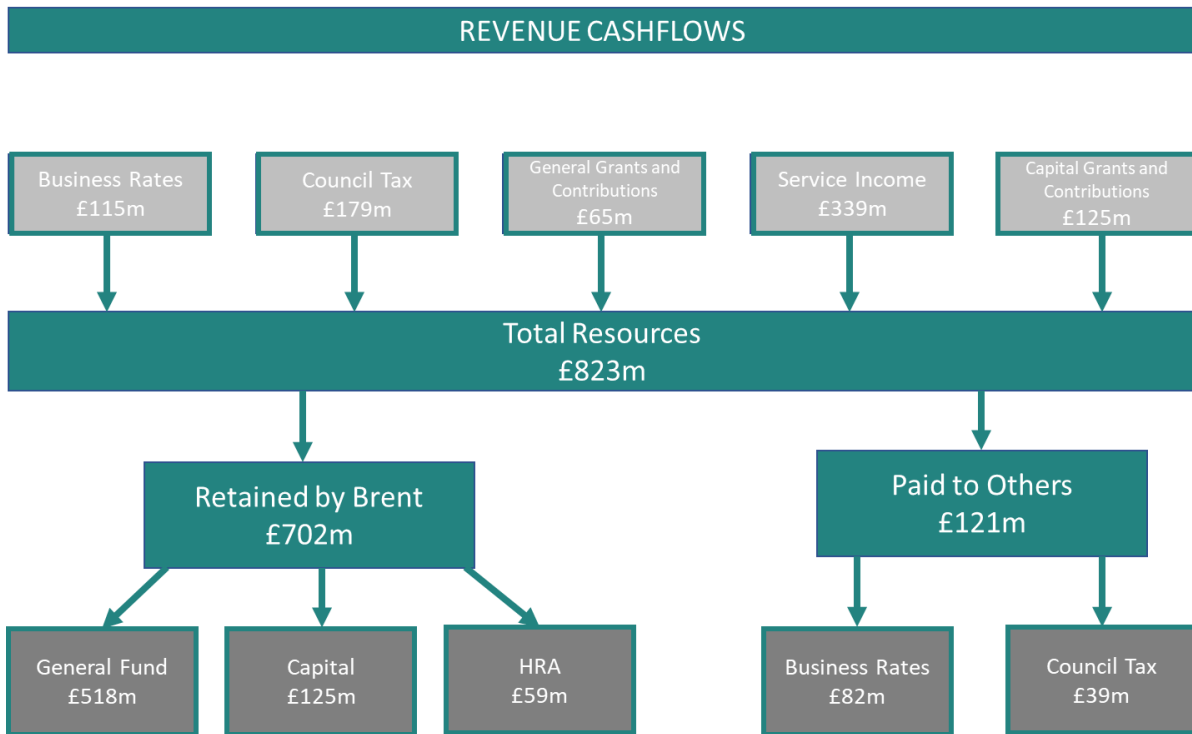 REVENUE CASHFLOWS
Business Rates
£115m
Council Tax
£179m
General Grants and
Contributions
£65m
Service Income
£339m
Capital Grants and
Contributions
£125m
Total Resources
£823m
Retained by Brent
£702m
Paid to Others
£121m
General Fund
£518m
Capital
£125m
HRA
£59m
Business Rates
£82m
Council Tax
£39m